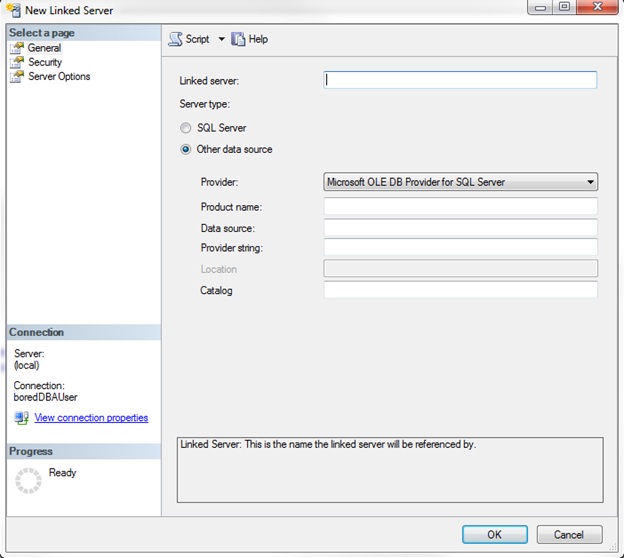 New Linked Server
Select a page
General
Security
Server Options
Script Help
Linked server:
Server type:
SQL Server
Other data source
Provider: Microsoft OLE DB Provider for SQL Server
Product name:
Data source:
Provider string:
Location
Catalog
Connection
Server:
(local)
Connection:
boredDBAUser
View connection properties
Progress
Ready
Linked Server: This is the name the linked server will be referenced by.
OK Cancel